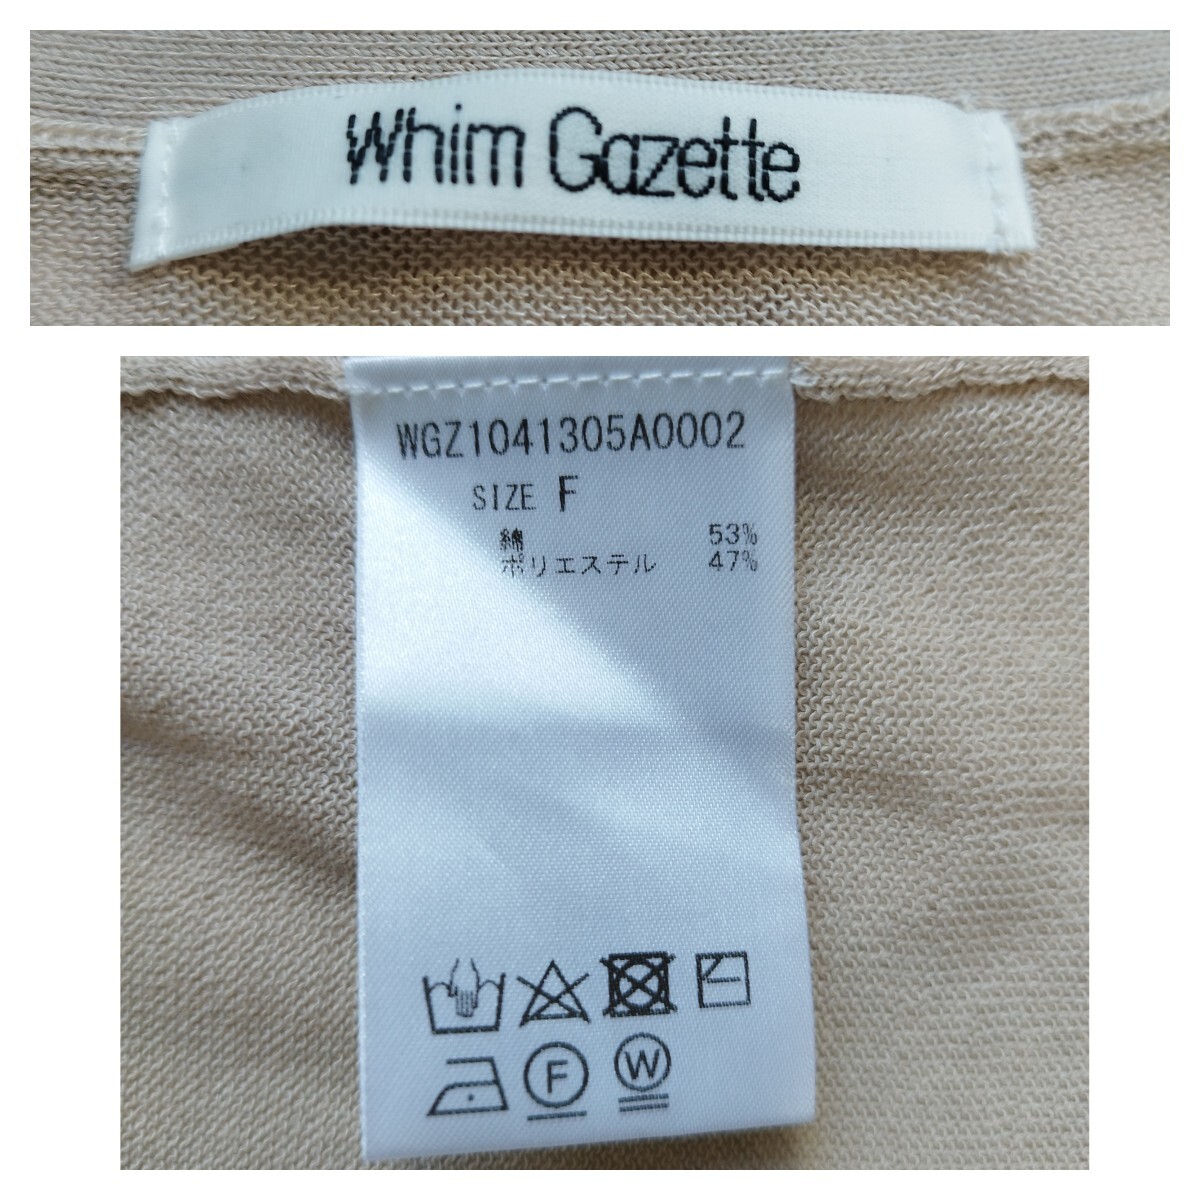 Whim Gazette
WGZ1041305A0002
SIZE F
綿 53%
ポリエステル 47%
F W